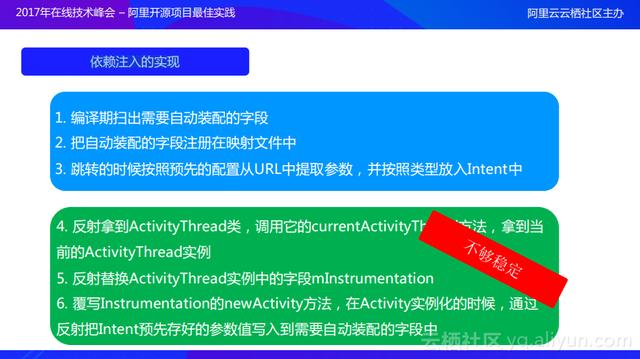 2017年在线技术峰会 – 阿里开源项目最佳实践
阿里云云栖社区主办
依赖注入的实现
1. 编译期扫出需要自动装配的字段
2. 把自动装配的字段注册在映射文件中
3. 跳转的时候按照预先的配置从URL中提取参数，并按照类型放入Intent中
4. 反射拿到ActivityThread类，调用它的currentActivityTh 方法，拿到当
前的ActivityThread实例
5. 反射替换ActivityThread实例中的字段mInstrumentation
6. 覆写Instrumentation的newActivity方法，在Activity实例化的时候，通过
反射把Intent预先存好的参数值写入到需要自动装配的字段中
不够稳定
云栖社区 yq.aliyun.com